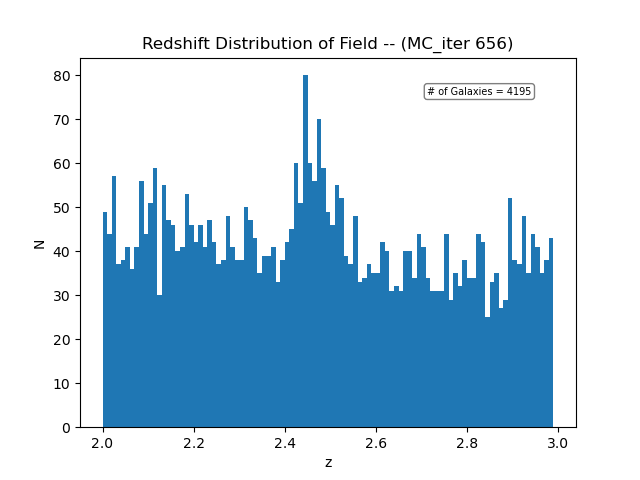 Redshift Distribution of Field -- (MC_iter 656)
# of Galaxies = 4195
80
70
60
50
40
30
20
10
0
N
2.0 2.2 2.4 2.6 2.8 3.0
z